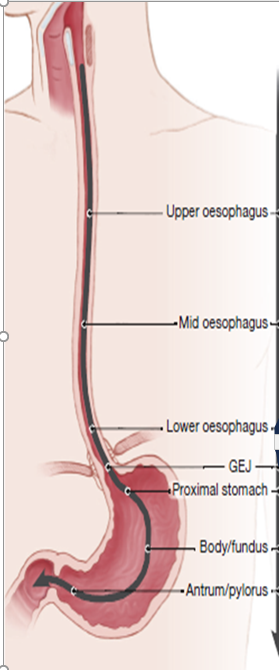 Upper oesophagus
Mid oesophagus
Lower oesophagus
GEJ
Proximal stomach
Body/fundus
Antrum/pylorus